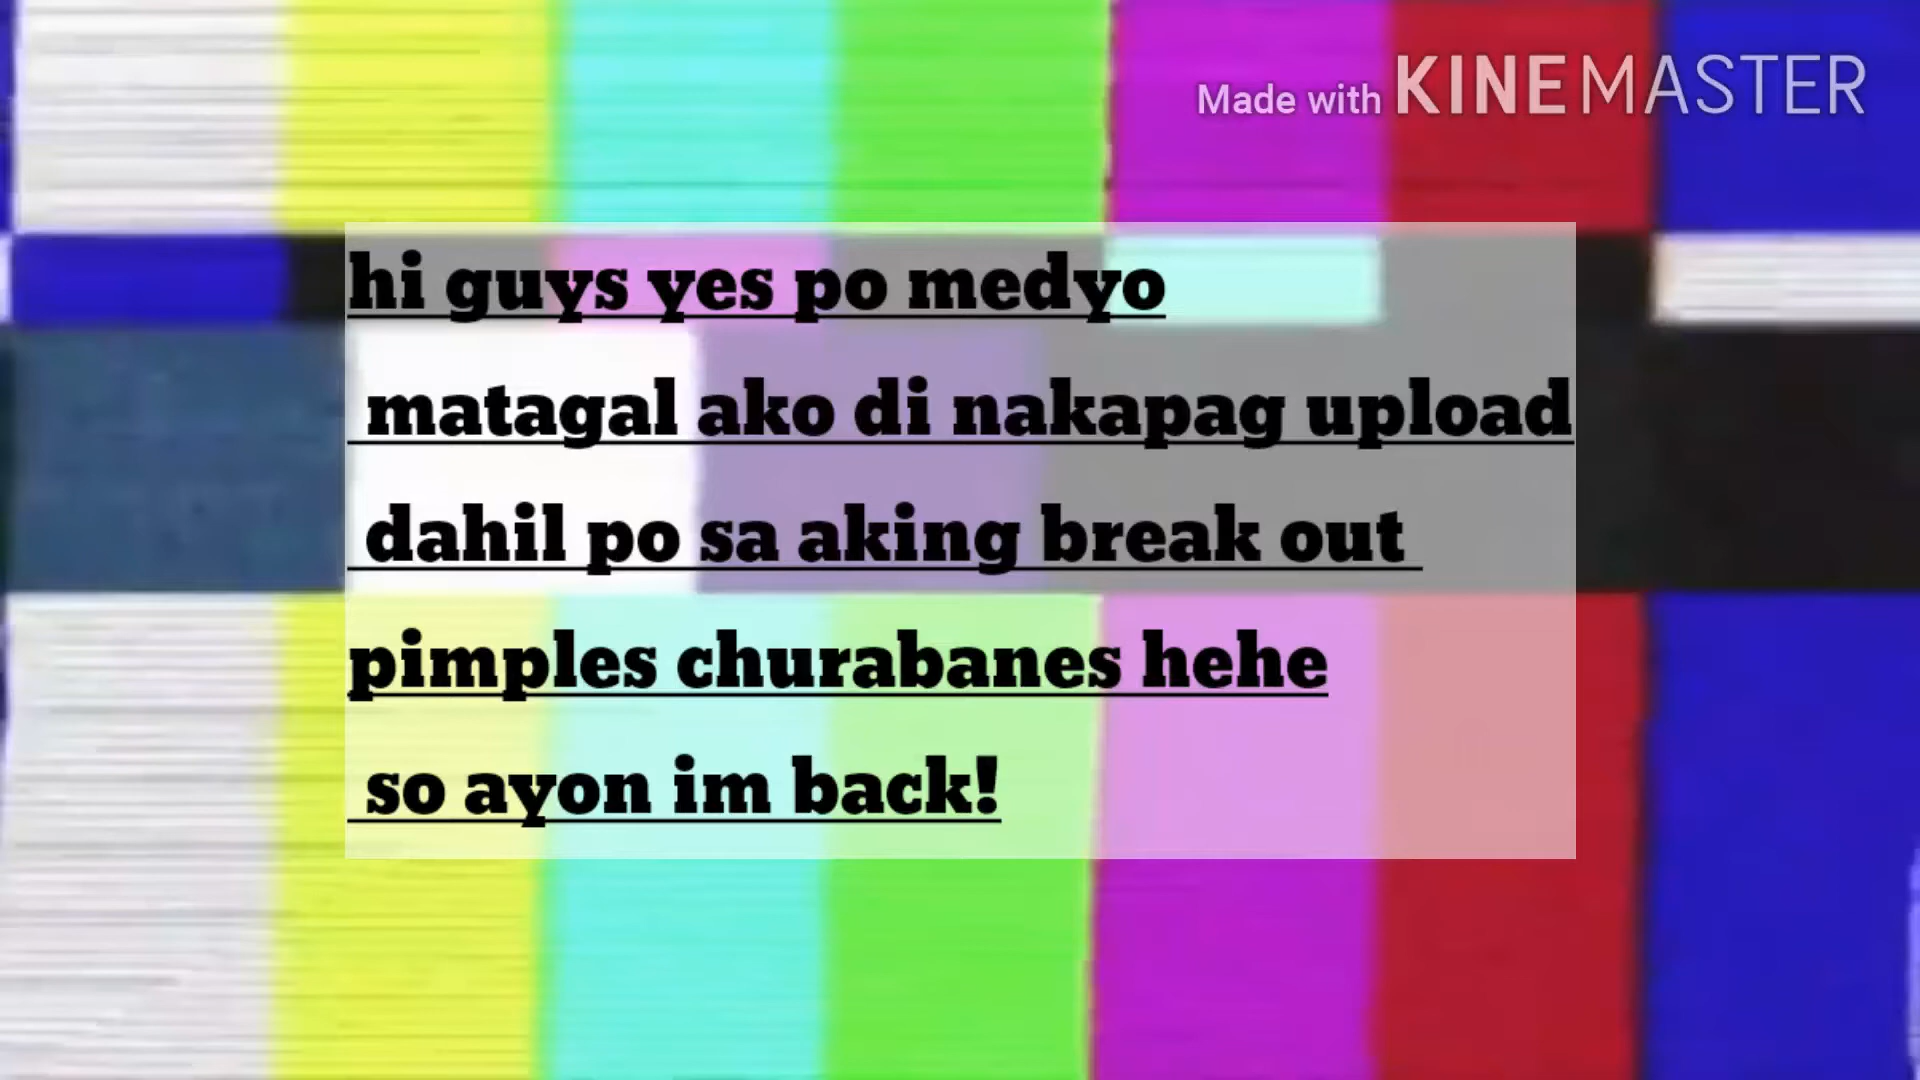 Made with KINEMASTER
hi guys yes po medyo
matagal ako di nakapag upload
dahil po sa aking break out
pimples churabanes hehe
so ayon im back!